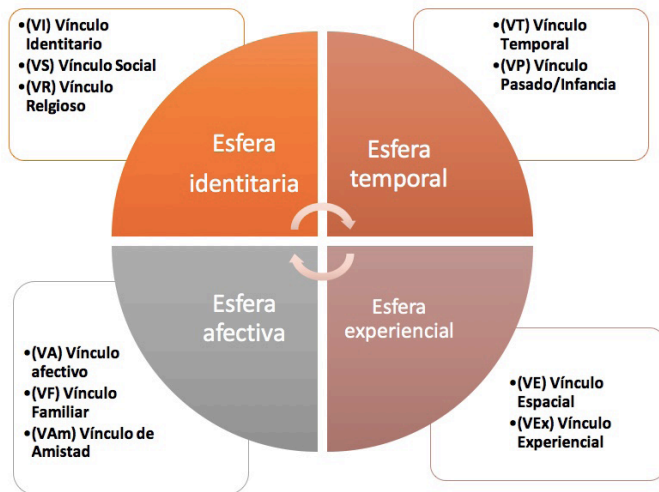 •(VI) Vínculo
Identitario
•(VS) Vínculo Social
•(VR) Vínculo
Relgioso
•(VT) Vínculo
Temporal
•(VP) Vínculo
Pasado/Infancia
Esfera
identitaria
Esfera
temporal
Esfera
afectiva
Esfera
experiencial
•(VA) Vínculo
afectivo
•(VF) Vínculo
Familiar
•(VAm) Vínculo de
Amistad
•(VE) Vínculo
Espacial
•(VEx) Vínculo
Experiencial